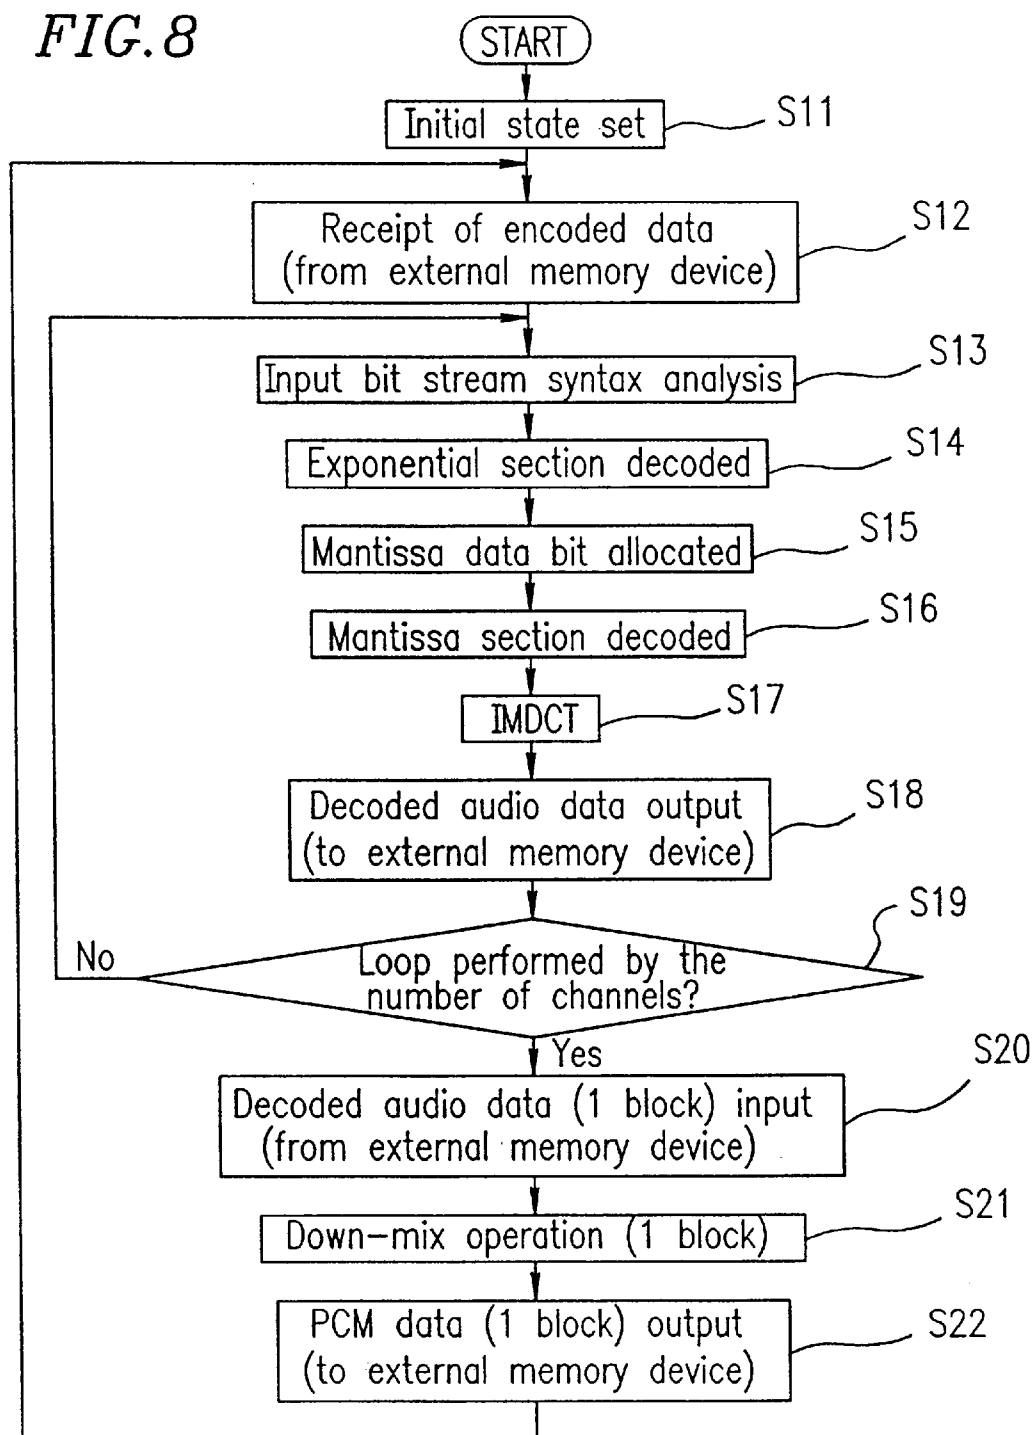 FIG.8
START
Initial state set
S11
Receipt of encoded data
(from external memory device)
S12
Input bit stream syntax analysis
S13
Exponential section decoded
S14
Mantissa data bit allocated
S15
Mantissa section decoded
S16
IMDCT
S17
Decoded audio data output
(to external memory device)
S18
Loop performed by the
number of channels?
S19
No
Yes
Decoded audio data (1 block) input
(from external memory device)
S20
Down-mix operation (1 block)
S21
PCM data (1 block) output
(to external memory device)
S22